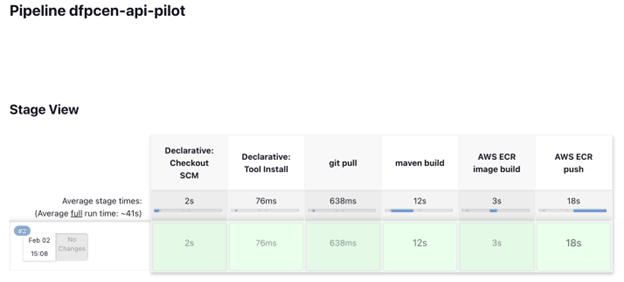 Pipeline dfpcen-api-pilot
Stage View
Declarative: Checkout SCM
Declarative: Tool Install
git pull
maven build
AWS ECR image build
AWS ECR push
Average stage times:
2s 76ms 638ms 12s 3s 18s
(Average full run time: ~41s)
#2
Feb 02
15:08
No Changes
2s 76ms 638ms 12s 3s 18s